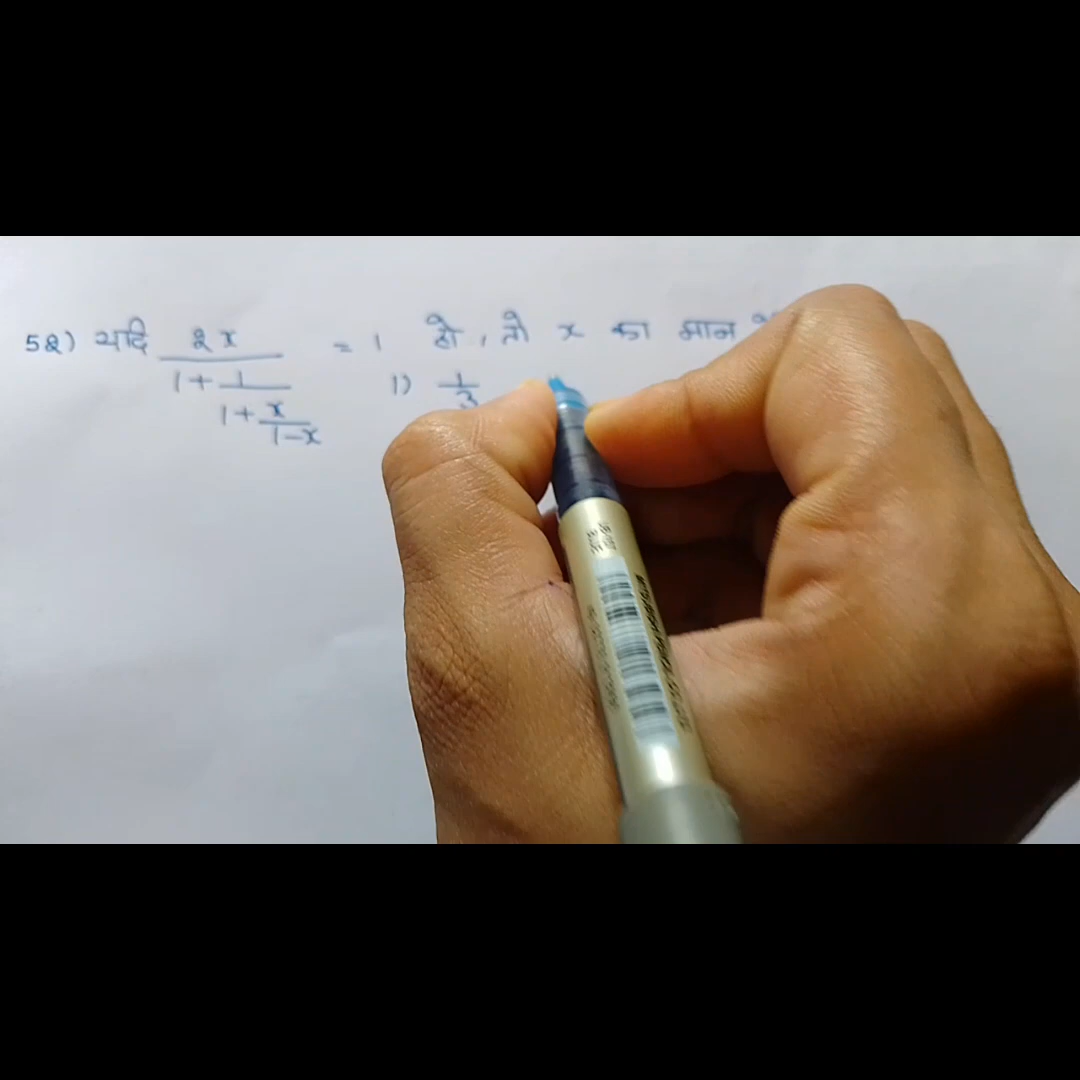 52) यदि 2x = 1 हो, तो x का मान
1 + 1 1) 1/3
1 + x
1-x